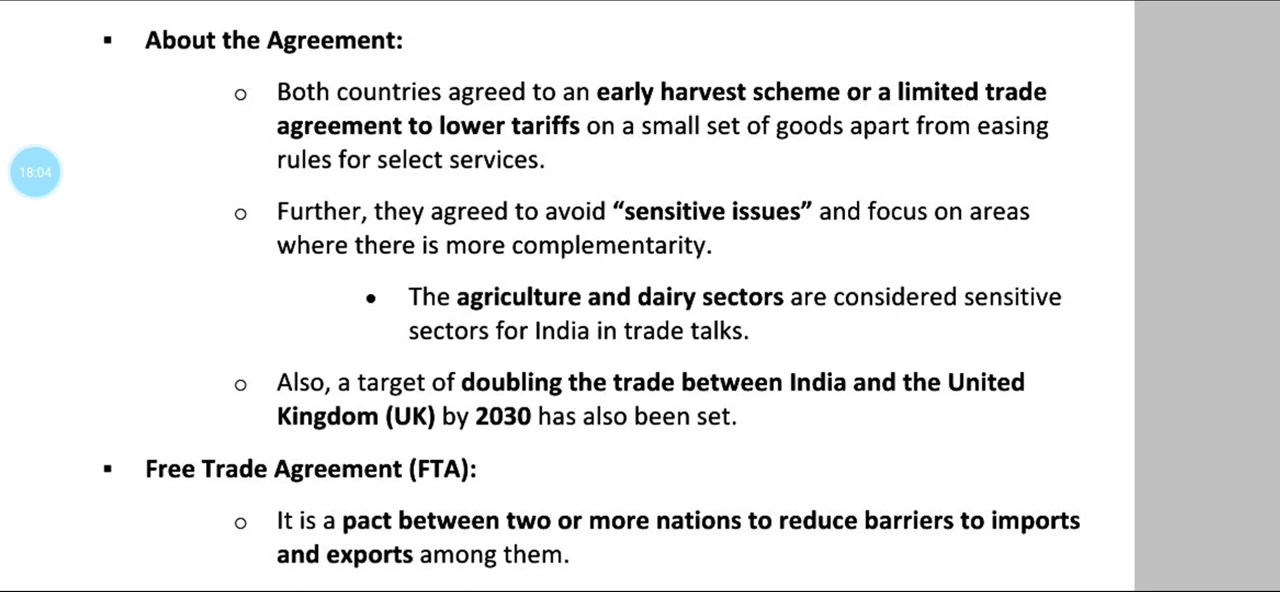 ▪ About the Agreement:
o Both countries agreed to an early harvest scheme or a limited trade
agreement to lower tariffs on a small set of goods apart from easing
rules for select services.
18:04
o Further, they agreed to avoid “sensitive issues” and focus on areas
where there is more complementarity.
• The agriculture and dairy sectors are considered sensitive
sectors for India in trade talks.
o Also, a target of doubling the trade between India and the United
Kingdom (UK) by 2030 has also been set.
▪ Free Trade Agreement (FTA):
o It is a pact between two or more nations to reduce barriers to imports
and exports among them.